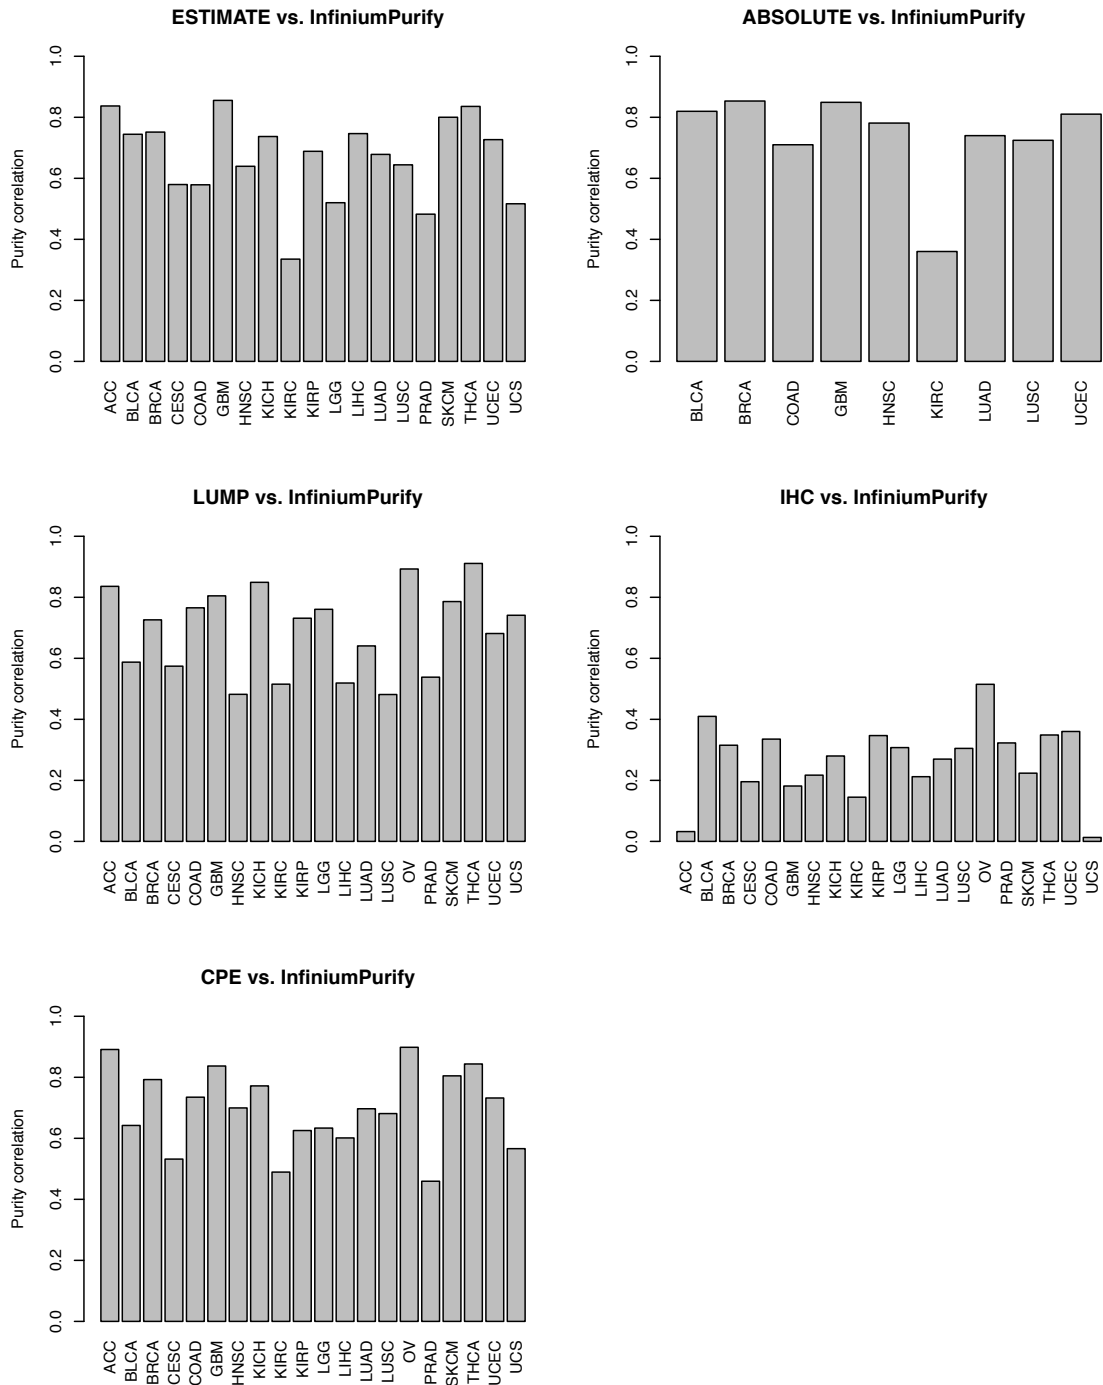 ESTIMATE vs. InfiniumPurify
Purity correlation
0.0 0.2 0.4 0.6 0.8 1.0
ACC BLCA BRCA CESC COAD GBM HNSC KICH KIRC KIRP LGG LIHC LUAD LUSC PRAD SKCM THCA UCEC UCS
ABSOLUTE vs. InfiniumPurify
Purity correlation
0.0 0.2 0.4 0.6 0.8 1.0
BLCA BRCA COAD GBM HNSC KIRC LUAD LUSC UCEC
LUMP vs. InfiniumPurify
Purity correlation
0.0 0.2 0.4 0.6 0.8 1.0
ACC BLCA BRCA CESC COAD GBM HNSC KICH KIRC KIRP LGG LIHC LUAD LUSC OV PRAD SKCM THCA UCEC UCS
IHC vs. InfiniumPurify
Purity correlation
0.0 0.2 0.4 0.6 0.8 1.0
ACC BLCA BRCA CESC COAD GBM HNSC KICH KIRC KIRP LGG LIHC LUAD LUSC OV PRAD SKCM THCA UCEC UCS
CPE vs. InfiniumPurify
Purity correlation
0.0 0.2 0.4 0.6 0.8 1.0
ACC BLCA BRCA CESC COAD GBM HNSC KICH KIRC KIRP LGG LIHC LUAD LUSC OV PRAD SKCM THCA UCEC UCS